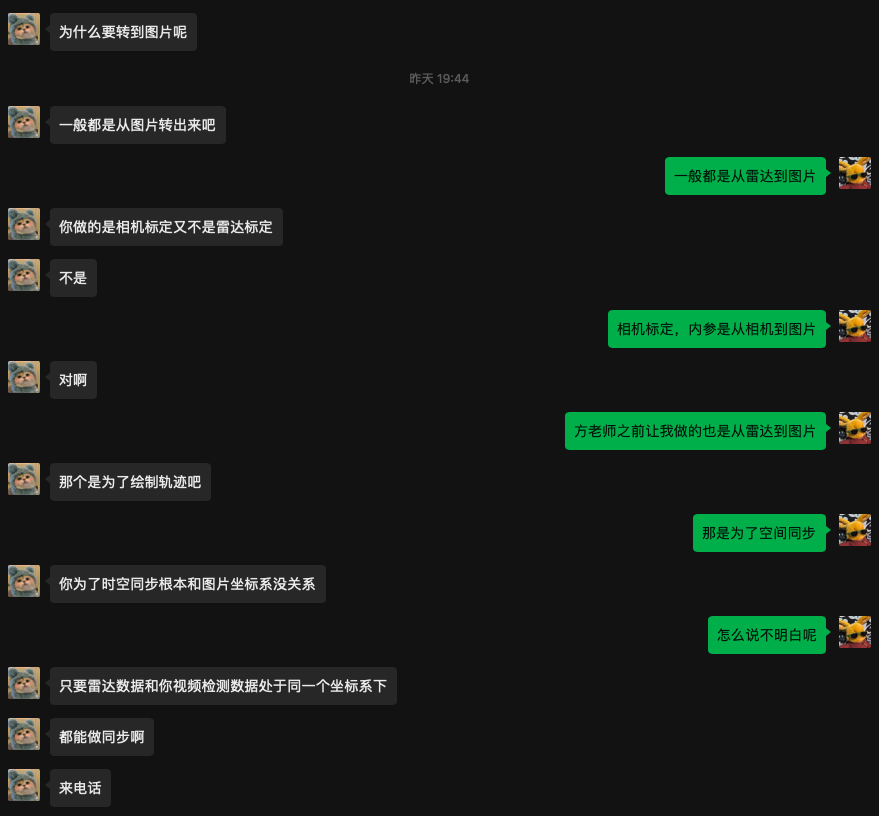 为什么要转到图片呢
昨天 19:44
一般都是从图片转出来吧
一般都是从雷达到图片
你做的是相机标定又不是雷达标定
不是
相机标定，内参是从相机到图片
对啊
方老师之前让我做的也是从雷达到图片
那个是为了绘制轨迹吧
那是为了空间同步
你为了时空同步根本和图片坐标系没关系
怎么说不明白呢
只要雷达数据和你视频检测数据处于同一个坐标系下
都能做同步啊
来电话